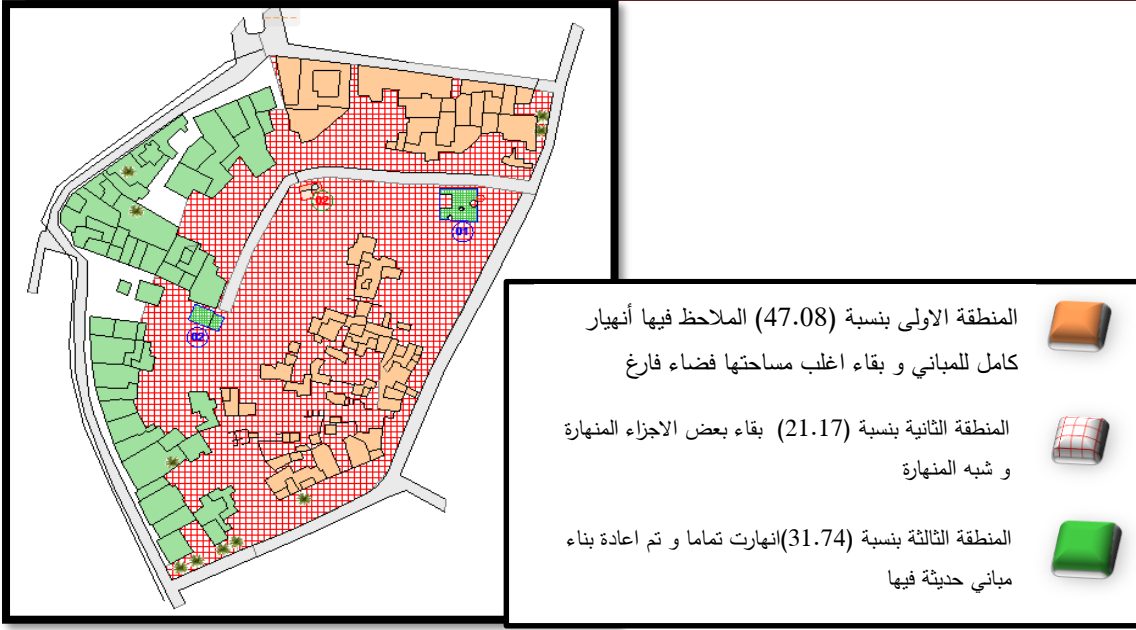 02
01
02
المنطقة الاولى بنسبة (47.08) الملاحظ فيها أنهيار
كامل للمباني و بقاء اغلب مساحتها فضاء فارغ
المنطقة الثانية بنسبة (21.17) بقاء بعض الاجزاء المنهارة
و شبه المنهارة
المنطقة الثالثة بنسبة (31.74)انهارت تماما و تم اعادة بناء
مباني حديثة فيها